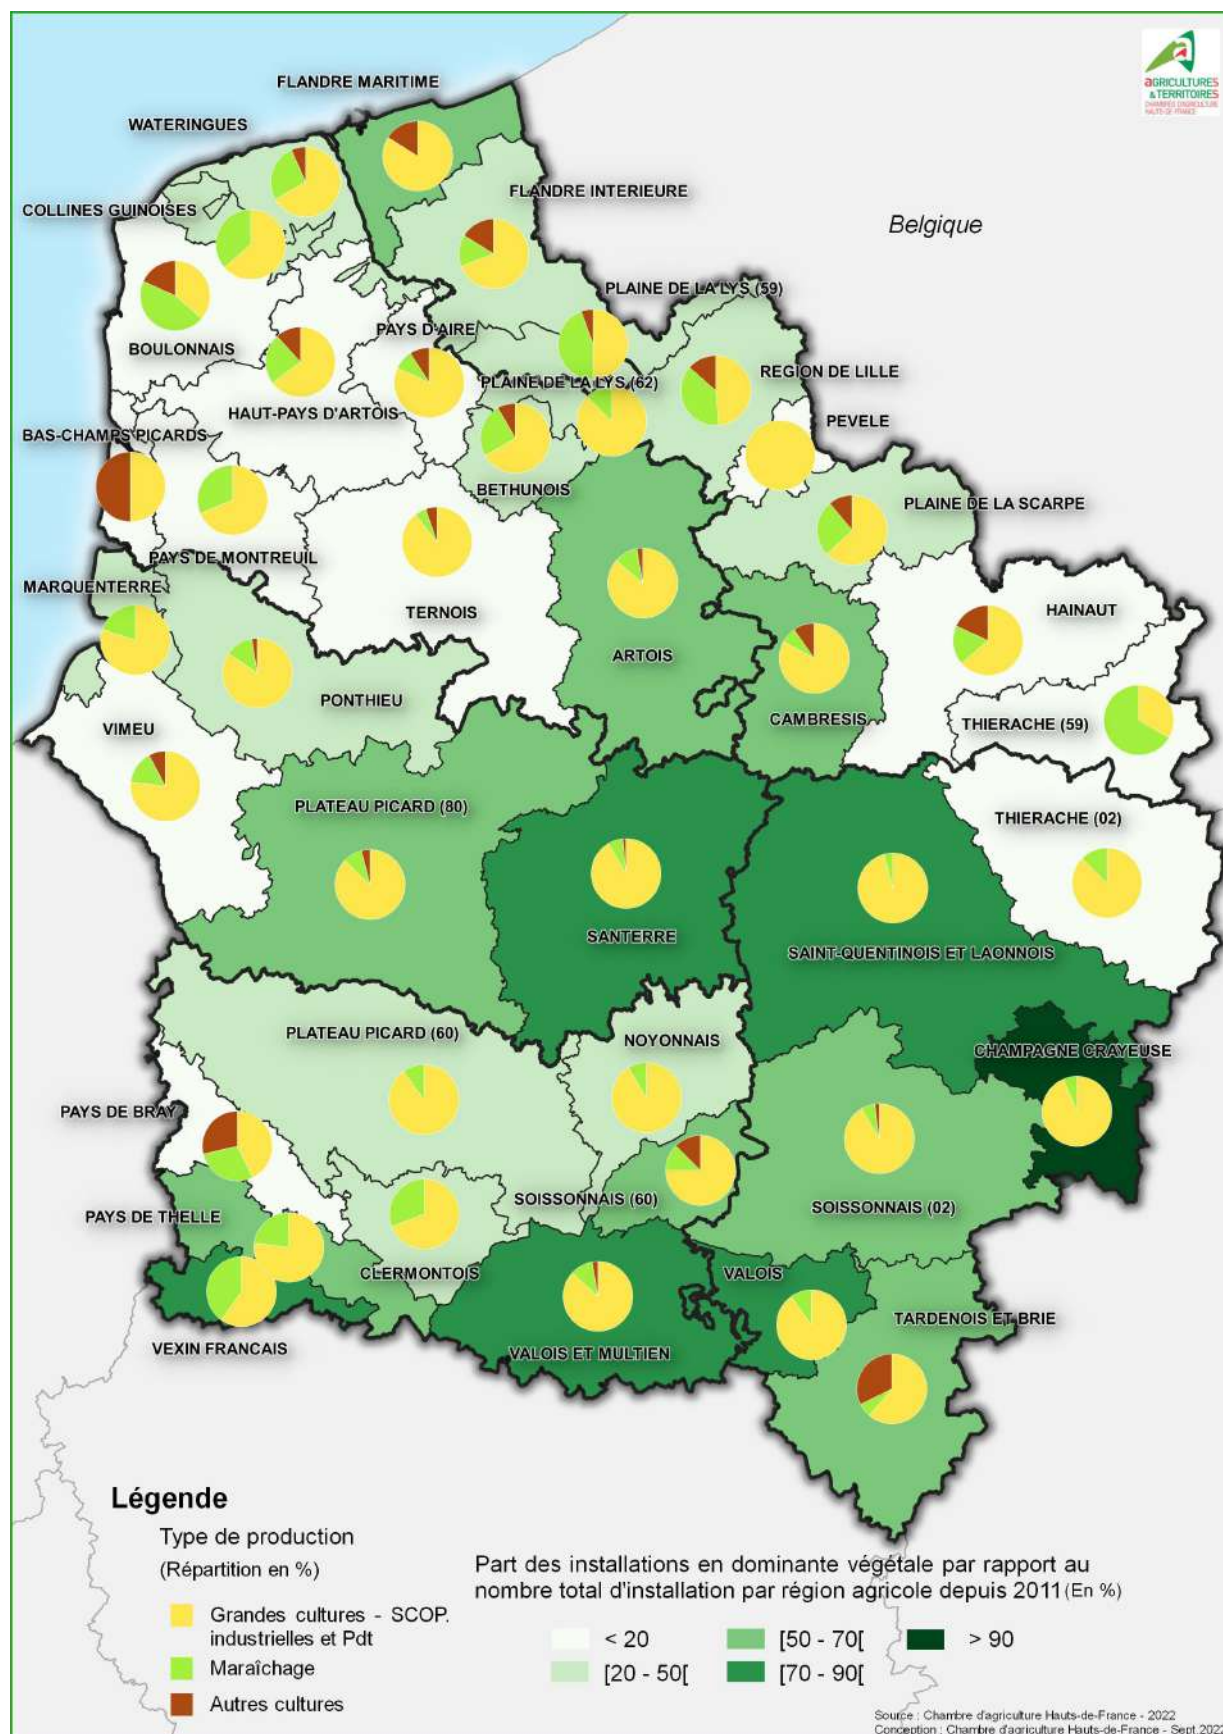 AGRICULTURES
& TERRITOIRES
CHAMBRES D'AGRICULTURE
HAUTS-DE-FRANCE
FLANDRE MARITIME
WATERINGUES
FLANDRE INTERIEURE
COLLINES GUINOISES
Belgique
PLAINE DE LA LYS (59)
PAYS D'AIRE
BOULONNAIS
REGION DE LILLE
PLAINE DE LA LYS (62)
HAUT-PAYS D'ARTOIS
PEVELE
BAS-CHAMPS PICARDS
BETHUNOIS
PLAINE DE LA SCARPE
PAYS DE MONTREUIL
MARQUENTERRE
TERNOIS
HAINAUT
ARTOIS
PONTHIEU
CAMBRESIS
THIERACHE (59)
VIMEU
PLATEAU PICARD (80)
THIERACHE (02)
SANTERRE
SAINT-QUENTINOIS ET LAONNOIS
PLATEAU PICARD (60)
NOYONNAIS
CHAMPAGNE CRAYEUSE
PAYS DE BRAY
SOISSONNAIS (60)
SOISSONNAIS (02)
PAYS DE THELLE
CLERMONTOIS
VALOIS
TARDENOIS ET BRIE
VEXIN FRANCAIS
VALOIS ET MULTIEN
Légende
Type de production
(Répartition en %)
Grandes cultures - SCOP.
industrielles et Pdt
Maraîchage
Autres cultures
Part des installations en dominante végétale par rapport au
nombre total d'installation par région agricole depuis 2011 (En %)
< 20
[50 - 70[
> 90
[20 - 50[
[70 - 90[
Source : Chambre d'agriculture Hauts-de-France - 2022
Conception : Chambre d'agriculture Hauts-de-France - Sept.2022